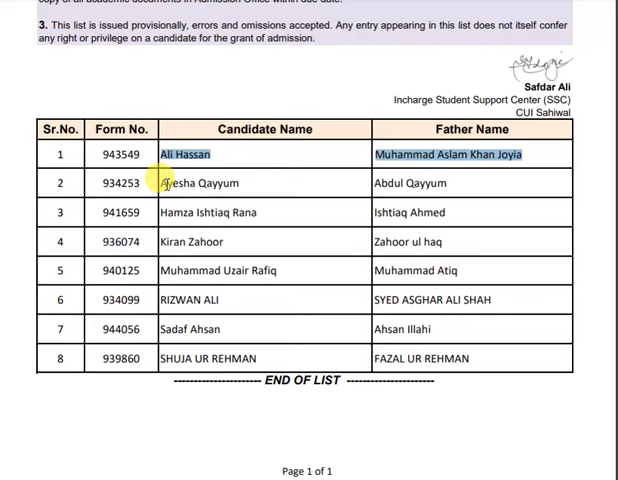 3. This list is issued provisionally, errors and omissions accepted. Any entry appearing in this list does not itself confer
any right or privilege on a candidate for the grant of admission.
Safdar Ali
Incharge Student Support Center (SSC)
CUI Sahiwal
Sr.No. Form No. Candidate Name Father Name
1 943549 Ali Hassan Muhammad Aslam Khan Joyia
2 934253 Ayesha Qayyum Abdul Qayyum
3 941659 Hamza Ishtiaq Rana Ishtiaq Ahmed
4 936074 Kiran Zahoor Zahoor ul haq
5 940125 Muhammad Uzair Rafiq Muhammad Atiq
6 934099 RIZWAN ALI SYED ASGHAR ALI SHAH
7 944056 Sadaf Ahsan Ahsan Illahi
8 939860 SHUJA UR REHMAN FAZAL UR REHMAN
---------------------- END OF LIST ----------------------
Page 1 of 1